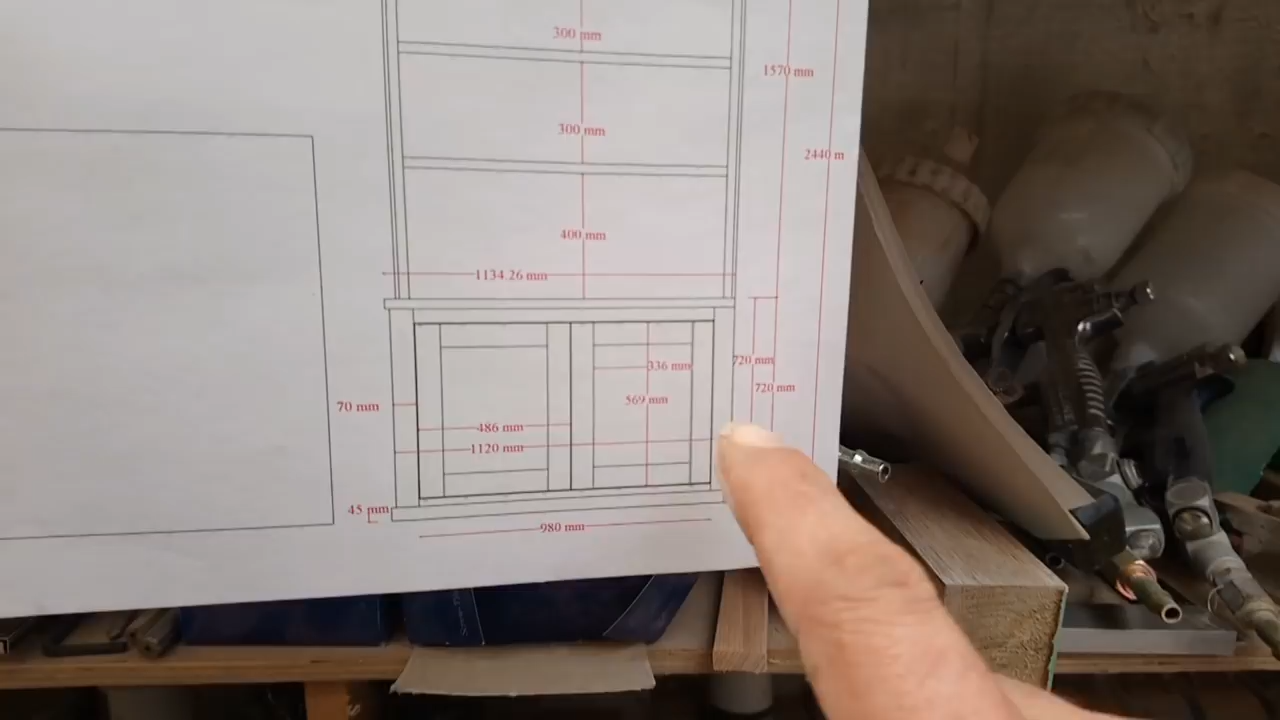 300 mm
1570 mm
300 mm
2440 m
400 mm
1134.26 mm
720 mm
336 mm
720 mm
569 mm
70 mm
486 mm
1120 mm
45 mm
980 mm